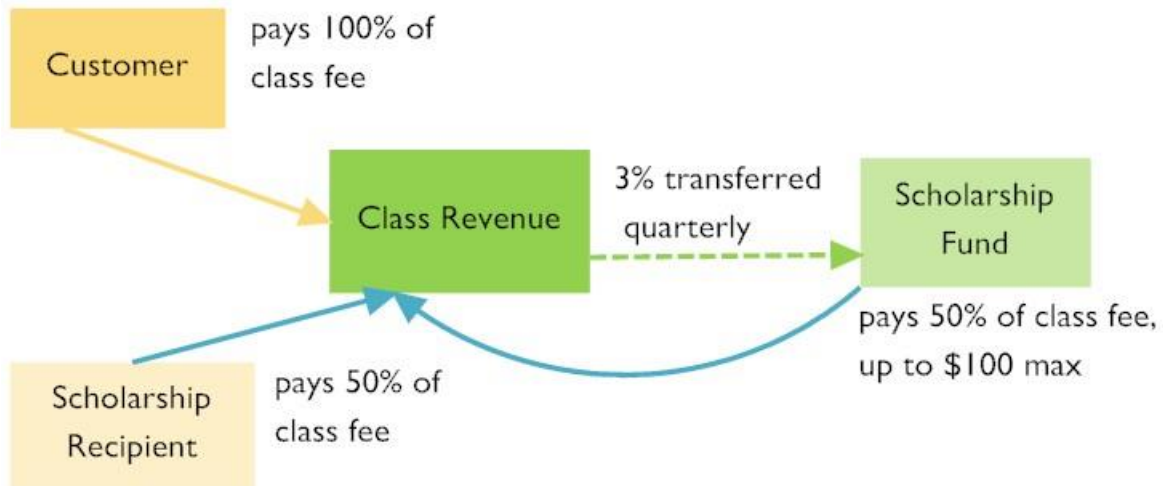 Customer
pays 100% of
class fee
Class Revenue
3% transferred
quarterly
Scholarship
Fund
pays 50% of class fee,
up to $100 max
Scholarship
Recipient
pays 50% of
class fee